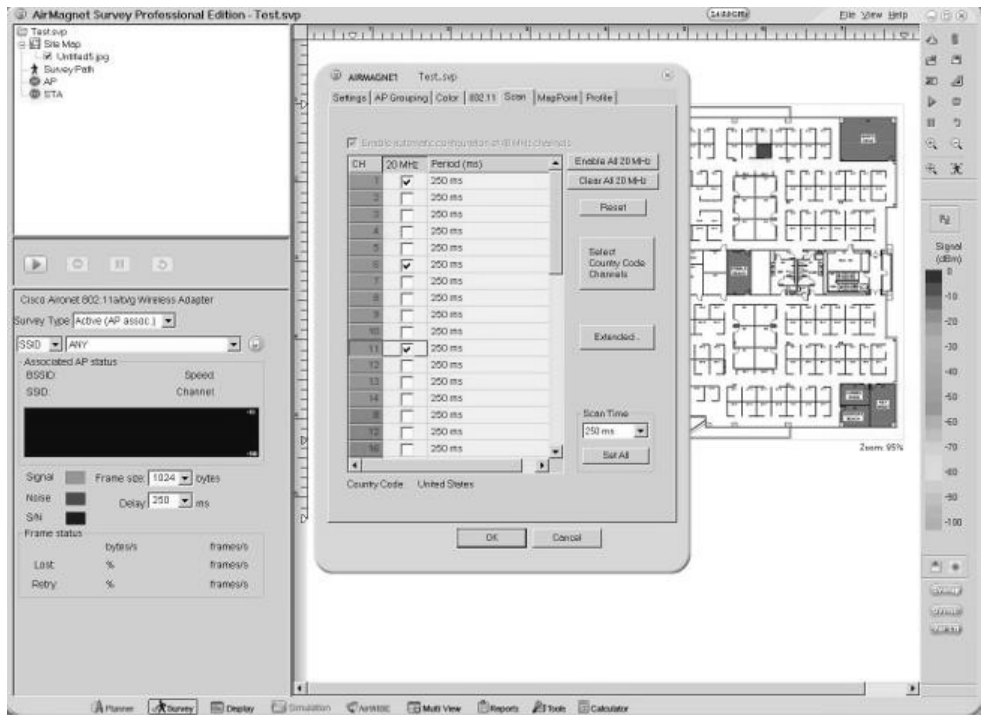 AirMagnet Survey Professional Edition - Test.svp
File View Help
Test.svp
Site Map
Untitled5.jpg
Survey Path
AP
STA
Cisco Aironet 802.11a/b/g Wireless Adapter
Survey Type Active (AP assoc.)
SSID ANY
Associated AP status
BSSID: Speed:
SSID: Channel:
Signal Frame size: 1024 bytes
Noise Delay: 250 ms
S/N
Frame status
bytes/s frames/s
Lost: % frames/s
Retry: % frames/s
AIRMAGNET Test.svp
Settings AP Grouping Color 802.11 Scan MapPoint Profile
Enable automatic configuration of 40 MHz channels
CH 20 MHz Period (ms)
1 250 ms
2 250 ms
3 250 ms
4 250 ms
5 250 ms
6 250 ms
7 250 ms
8 250 ms
9 250 ms
10 250 ms
11 250 ms
12 250 ms
13 250 ms
14 250 ms
8 250 ms
12 250 ms
16 250 ms
Enable All 20 MHz
Clear All 20 MHz
Reset
Select
Country Code
Channels
Extended..
Scan Time
250 ms
Set All
Country Code United States
OK Cancel
Zoom: 95%
Signal
(dBm)
0
-10
-20
-30
-40
-50
-60
-70
-80
-90
-100
Planner Survey Display Simulation AirWISE Multi View Reports Tools Calculator